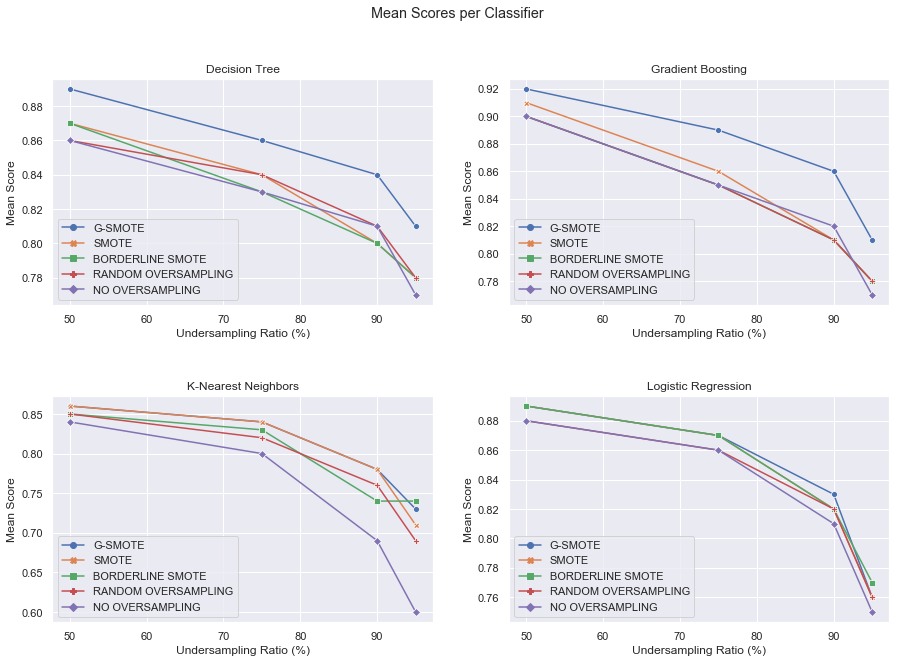 Mean Scores per Classifier
Decision Tree
Mean Score
0.88
0.86
0.84
0.82
0.80
0.78
G-SMOTE
SMOTE
BORDERLINE SMOTE
RANDOM OVERSAMPLING
NO OVERSAMPLING
50 60 70 80 90
Undersampling Ratio (%)
Gradient Boosting
Mean Score
0.92
0.90
0.88
0.86
0.84
0.82
0.80
0.78
G-SMOTE
SMOTE
BORDERLINE SMOTE
RANDOM OVERSAMPLING
NO OVERSAMPLING
50 60 70 80 90
Undersampling Ratio (%)
K-Nearest Neighbors
Mean Score
0.85
0.80
0.75
0.70
0.65
0.60
G-SMOTE
SMOTE
BORDERLINE SMOTE
RANDOM OVERSAMPLING
NO OVERSAMPLING
50 60 70 80 90
Undersampling Ratio (%)
Logistic Regression
Mean Score
0.88
0.86
0.84
0.82
0.80
0.78
0.76
G-SMOTE
SMOTE
BORDERLINE SMOTE
RANDOM OVERSAMPLING
NO OVERSAMPLING
50 60 70 80 90
Undersampling Ratio (%)